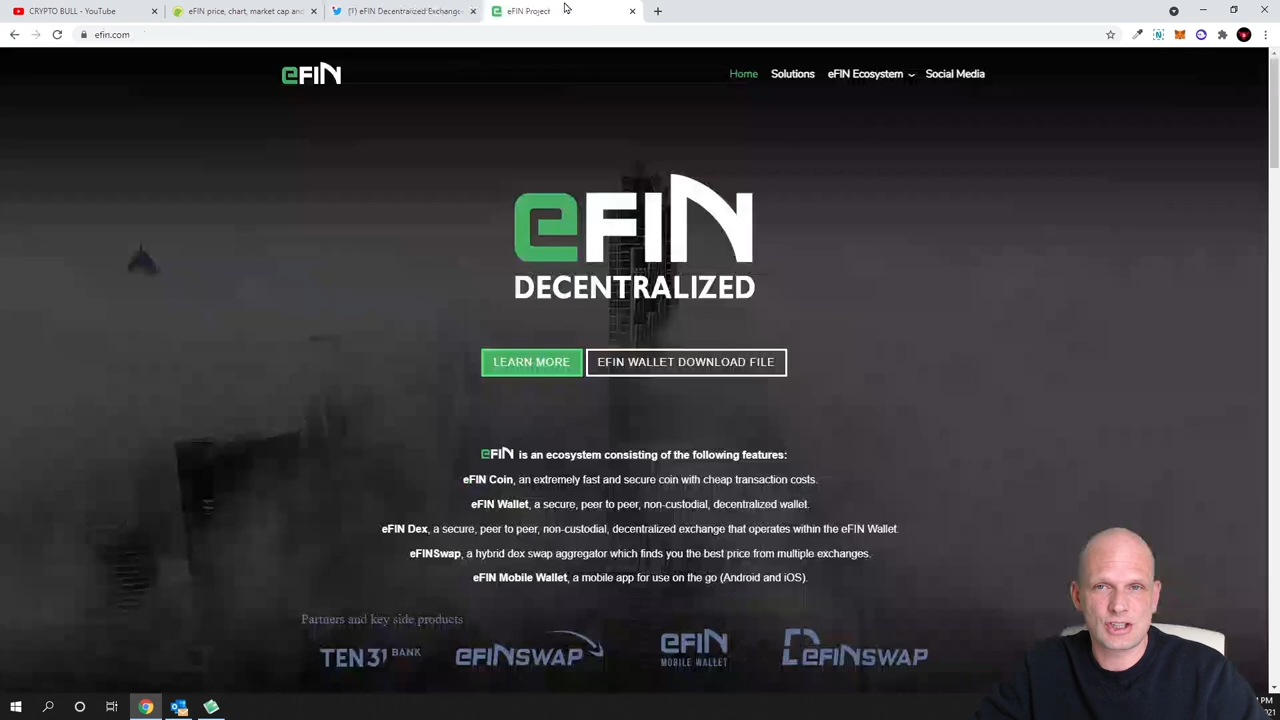 CRYPTO BULL - YouTube
eFIN price, chart, market cap and
(1) eFIN Decentralized Exchange
eFIN Project
efin.com
eFIN
Home
Solutions
eFIN Ecosystem
Social Media
eFIN
DECENTRALIZED
LEARN MORE
EFIN WALLET DOWNLOAD FILE
eFIN is an ecosystem consisting of the following features:
eFIN Coin, an extremely fast and secure coin with cheap transaction costs.
eFIN Wallet, a secure, peer to peer, non-custodial, decentralized wallet.
eFIN Dex, a secure, peer to peer, non-custodial, decentralized exchange that operates within the eFIN Wallet.
eFINSwap, a hybrid dex swap aggregator which finds you the best price from multiple exchanges.
eFIN Mobile Wallet, a mobile app for use on the go (Android and iOS).
Partners and key side products
TEN31 BANK
eFINSWAP
eFIN
MOBILE WALLET
eFINSWAP
PM
021